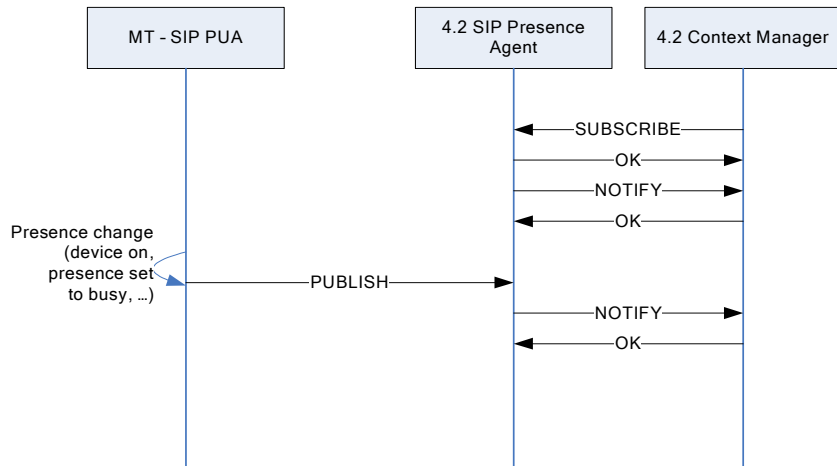 MT - SIP PUA
4.2 SIP Presence
Agent
4.2 Context Manager
SUBSCRIBE
OK
NOTIFY
OK
Presence change
(device on,
presence set
to busy, …)
PUBLISH
NOTIFY
OK